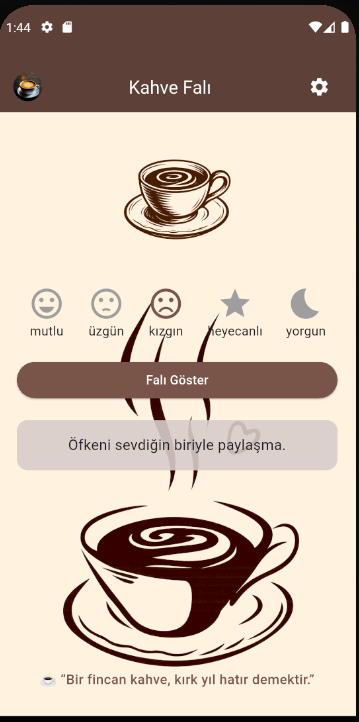 1:44
Kahve Falı
mutlu üzgün kızgın heyecanlı yorgun
Falı Göster
Öfkeni sevdiğin biriyle paylaşma.
☕ “Bir fincan kahve, kırk yıl hatır demektir.”